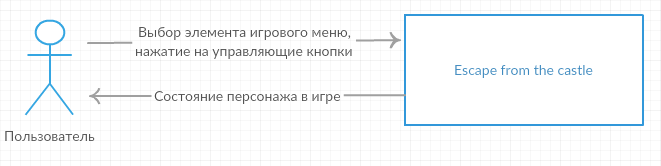 Выбор элемента игрового меню,
нажатие на управляющие кнопки
Escape from the castle
Состояние персонажа в игре
Пользователь